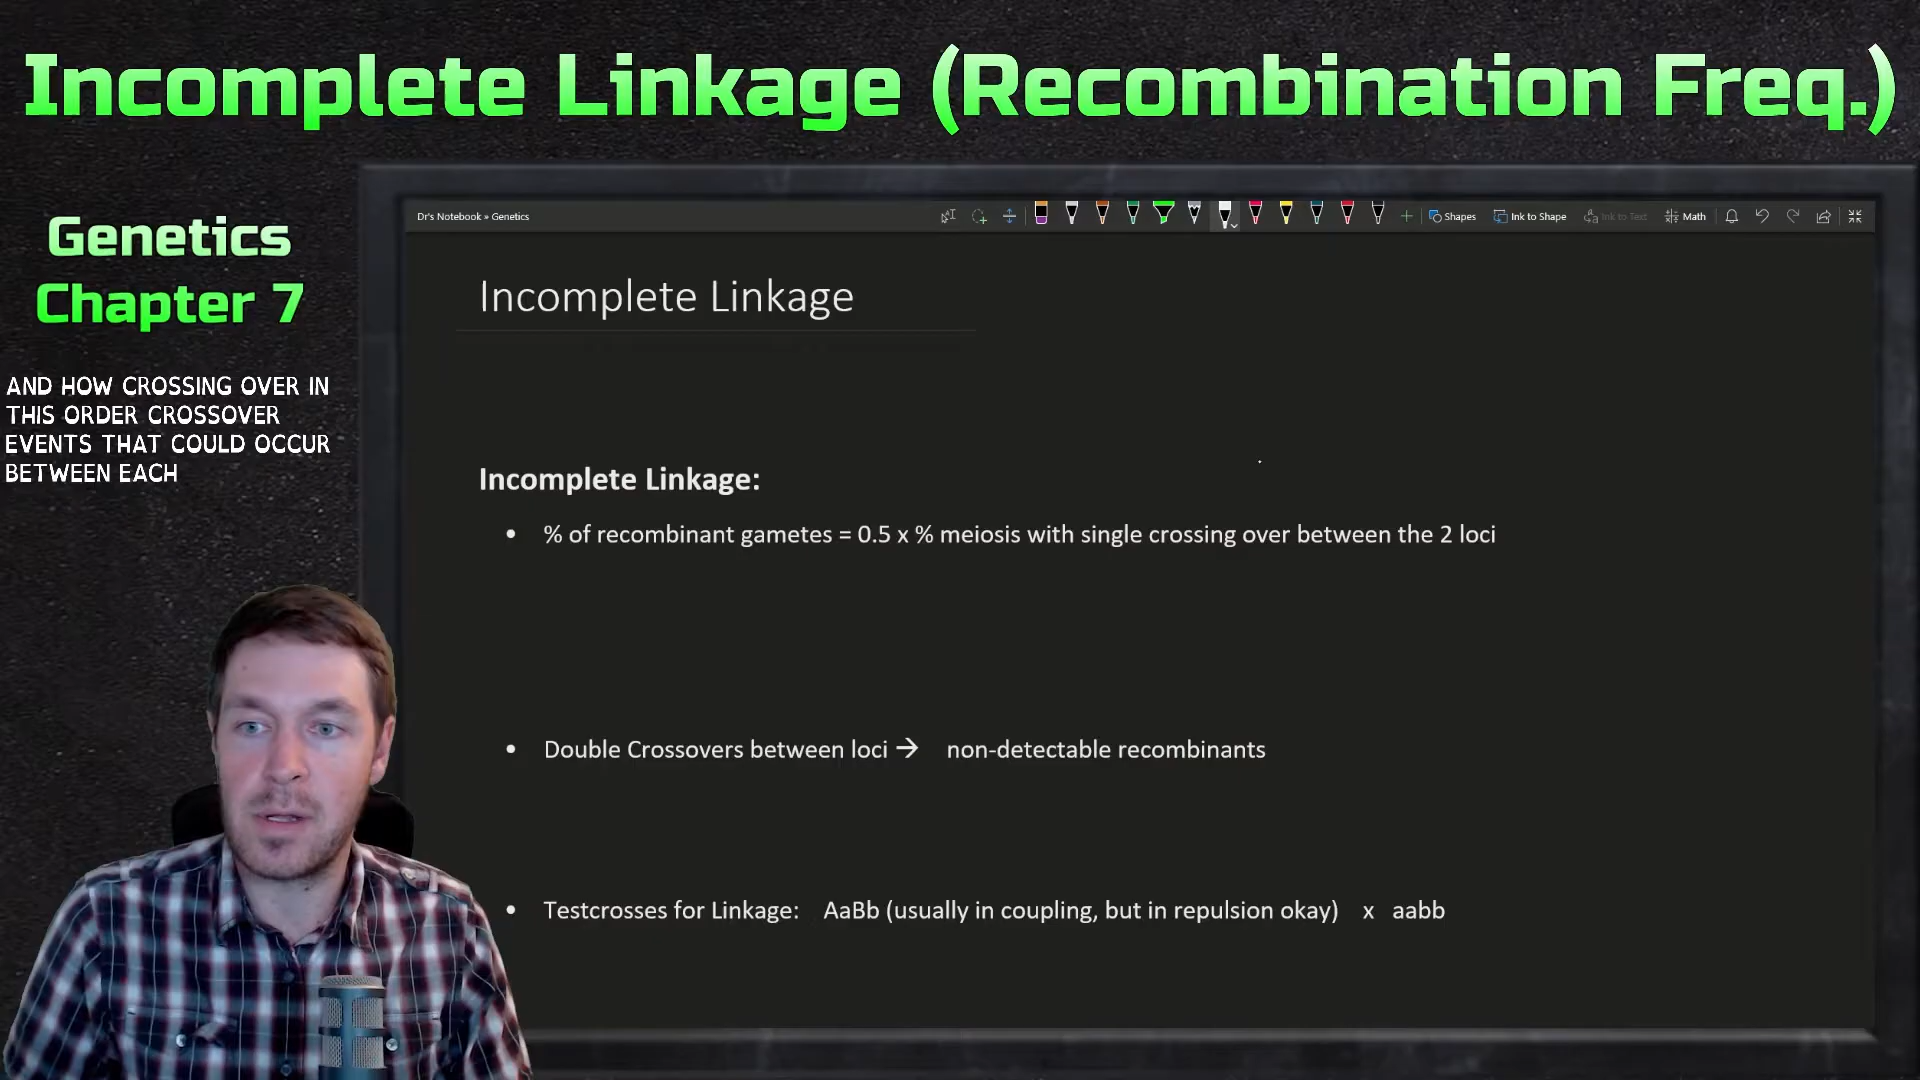 Incomplete Linkage (Recombination Freq.)
Genetics
Chapter 7
AND HOW CROSSING OVER IN
THIS ORDER CROSSOVER
EVENTS THAT COULD OCCUR
BETWEEN EACH
Dr's Notebook » Genetics
Shapes
Ink to Shape
Ink to Text
Math
Incomplete Linkage
Incomplete Linkage:
• % of recombinant gametes = 0.5 x % meiosis with single crossing over between the 2 loci
• Double Crossovers between loci → non-detectable recombinants
• Testcrosses for Linkage: AaBb (usually in coupling, but in repulsion okay) x aabb